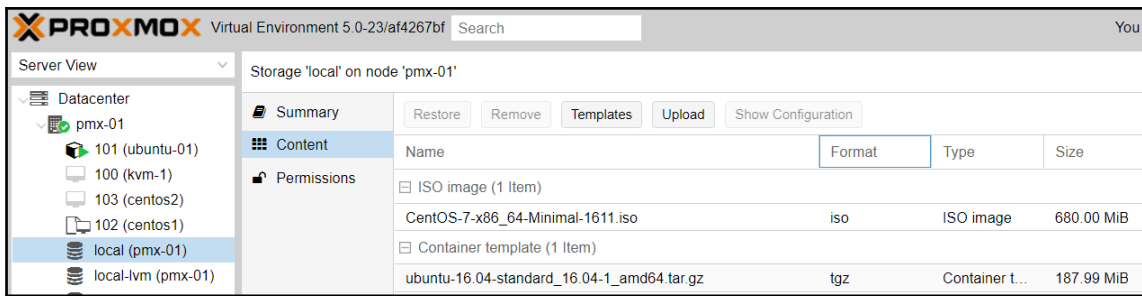 PROXMOX Virtual Environment 5.0-23/af4267bf Search You
Server View
Storage 'local' on node 'pmx-01'
Datacenter
pmx-01
101 (ubuntu-01)
100 (kvm-1)
103 (centos2)
102 (centos1)
local (pmx-01)
local-lvm (pmx-01)
Summary
Content
Permissions
Restore Remove Templates Upload Show Configuration
Name Format Type Size
ISO image (1 Item)
CentOS-7-x86_64-Minimal-1611.iso iso ISO image 680.00 MiB
Container template (1 Item)
ubuntu-16.04-standard_16.04-1_amd64.tar.gz tgz Container t... 187.99 MiB